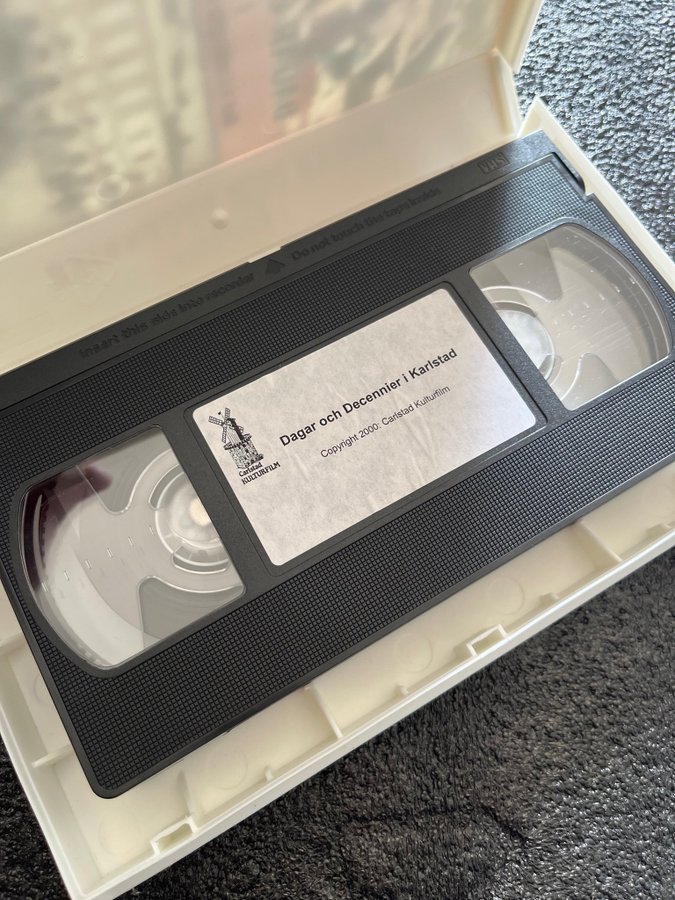 VHS
Insert this side into recorder Do not touch the tape inside
Dagar och Decennier i Karlstad
Copyright 2000: Carlstad Kulturfilm
Carlstad
KULTURFILM